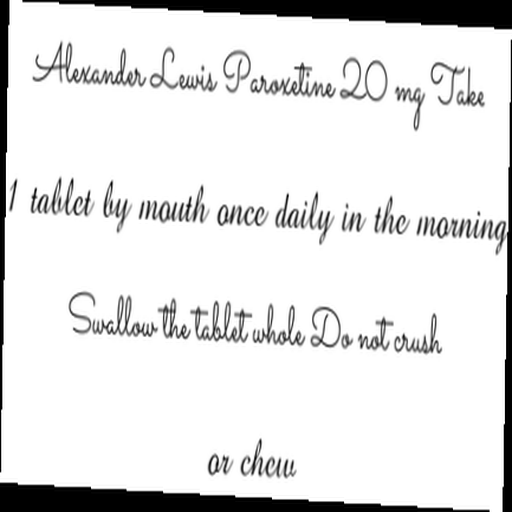 Alexander Lewis Paroxetine 20 mg Take
1 tablet by mouth once daily in the morning
Swallow the tablet whole Do not crush
or chew